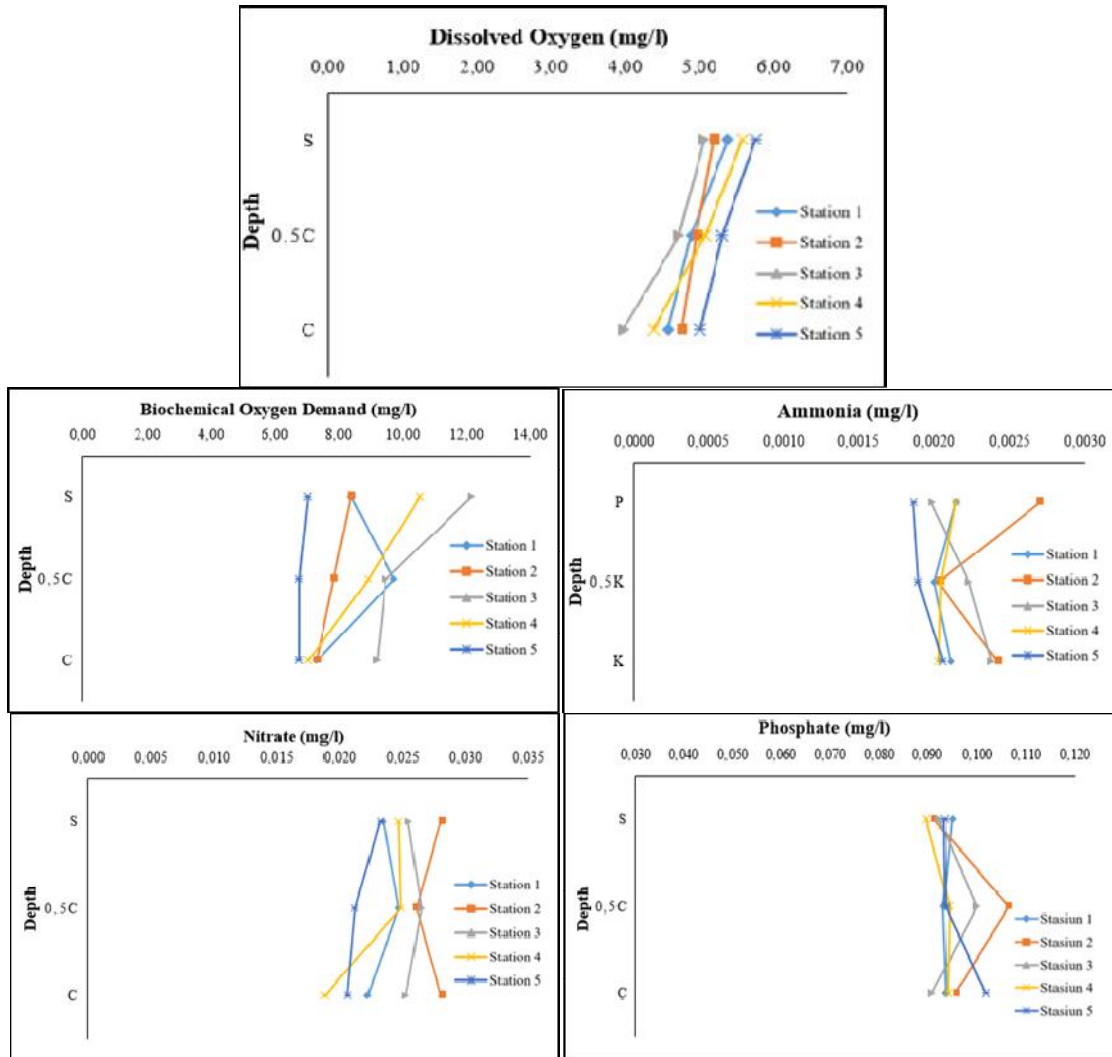 Dissolved Oxygen (mg/l)
0,00 1,00 2,00 3,00 4,00 5,00 6,00 7,00
S
0,5C
C
Depth
Station 1
Station 2
Station 3
Station 4
Station 5
Biochemical Oxygen Demand (mg/l)
0,00 2,00 4,00 6,00 8,00 10,00 12,00 14,00
S
0,5C
C
Depth
Station 1
Station 2
Station 3
Station 4
Station 5
Ammonia (mg/l)
0,0000 0,0005 0,0010 0,0015 0,0020 0,0025 0,0030
P
0,5K
K
Depth
Station 1
Station 2
Station 3
Station 4
Station 5
Nitrate (mg/l)
0,000 0,005 0,010 0,015 0,020 0,025 0,030 0,035
S
0,5C
C
Depth
Station 1
Station 2
Station 3
Station 4
Station 5
Phosphate (mg/l)
0,030 0,040 0,050 0,060 0,070 0,080 0,090 0,100 0,110 0,120
S
0,5C
C
Depth
Stasiun 1
Stasiun 2
Stasiun 3
Stasiun 4
Stasiun 5